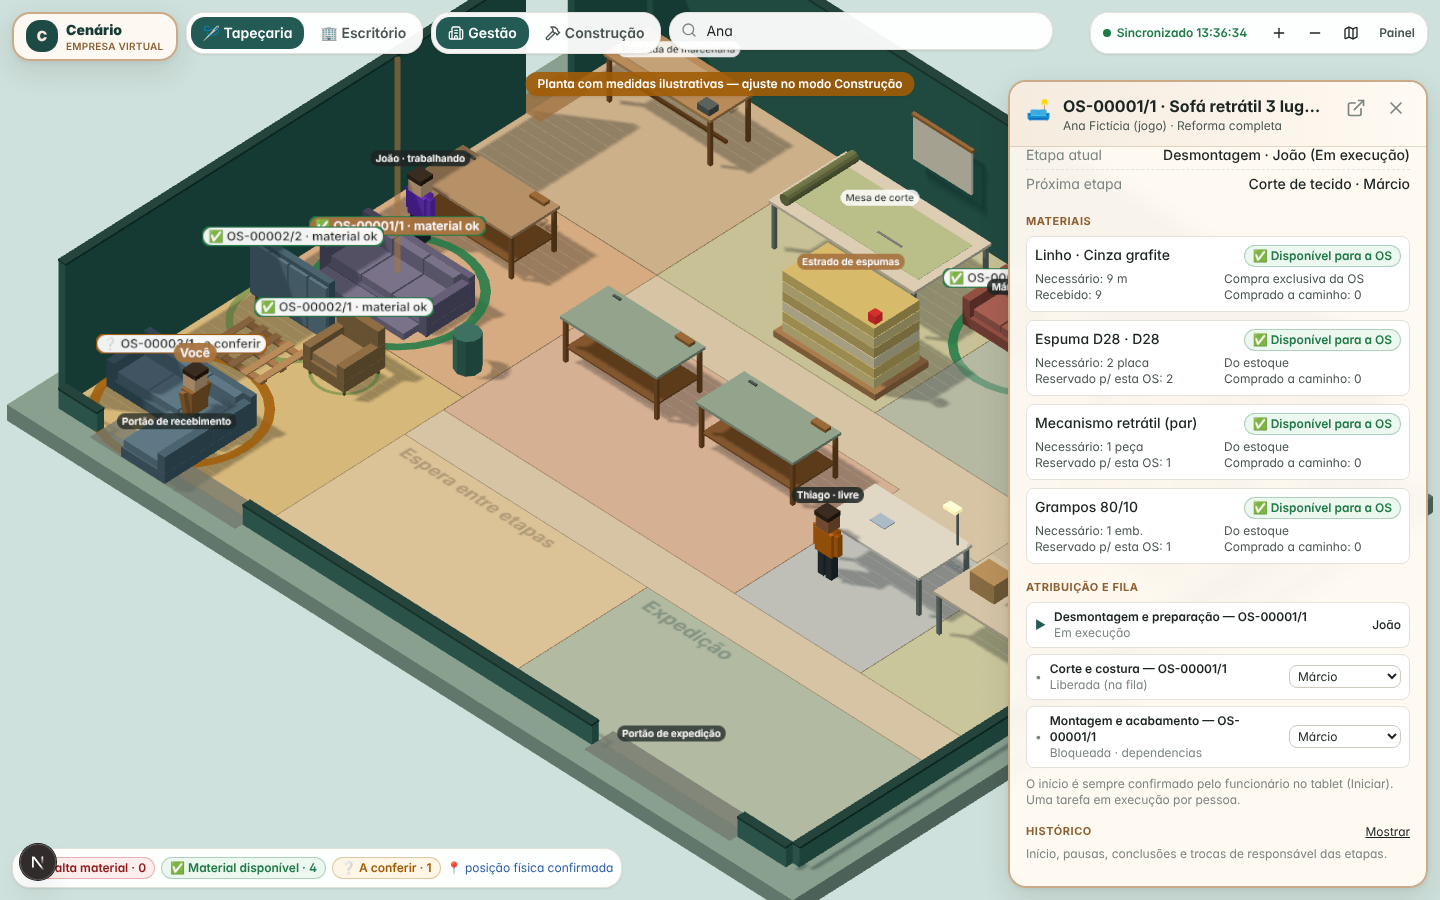 C
Cenário
EMPRESA VIRTUAL
Tapeçaria
Escritório
Gestão
Construção
Ana
Sincronizado 13:36:34
+
−
Painel
Planta com medidas ilustrativas — ajuste no modo Construção
João · trabalhando
OS-00001/1 · material ok
OS-00002/2 · material ok
OS-00002/1 · material ok
conferir
Você
Portão de recebimento
Mesa de corte
Estrado de espumas
Thiago · livre
Espera entre etapas
Expedição
Portão de expedição
OS-00001/1 · Sofá retrátil 3 lug...
Ana Fictícia (jogo) · Reforma completa
Etapa atual
Desmontagem · João (Em execução)
Próxima etapa
Corte de tecido · Márcio
MATERIAIS
Linho · Cinza grafite
Disponível para a OS
Necessário: 9 m
Compra exclusiva da OS
Recebido: 9
Comprado a caminho: 0
Espuma D28 · D28
Disponível para a OS
Necessário: 2 placa
Do estoque
Reservado p/ esta OS: 2
Comprado a caminho: 0
Mecanismo retrátil (par)
Disponível para a OS
Necessário: 1 peça
Do estoque
Reservado p/ esta OS: 1
Comprado a caminho: 0
Grampos 80/10
Disponível para a OS
Necessário: 1 emb.
Do estoque
Reservado p/ esta OS: 1
Comprado a caminho: 0
ATRIBUIÇÃO E FILA
Desmontagem e preparação — OS-00001/1
Em execução
João
Corte e costura — OS-00001/1
Liberada (na fila)
Márcio
Montagem e acabamento — OS-
00001/1
Bloqueada · dependencias
Márcio
O início é sempre confirmado pelo funcionário no tablet (Iniciar).
Uma tarefa em execução por pessoa.
HISTÓRICO
Mostrar
Início, pausas, conclusões e trocas de responsável das etapas.
N
material · 0
Material disponível · 4
A conferir · 1
posição física confirmada